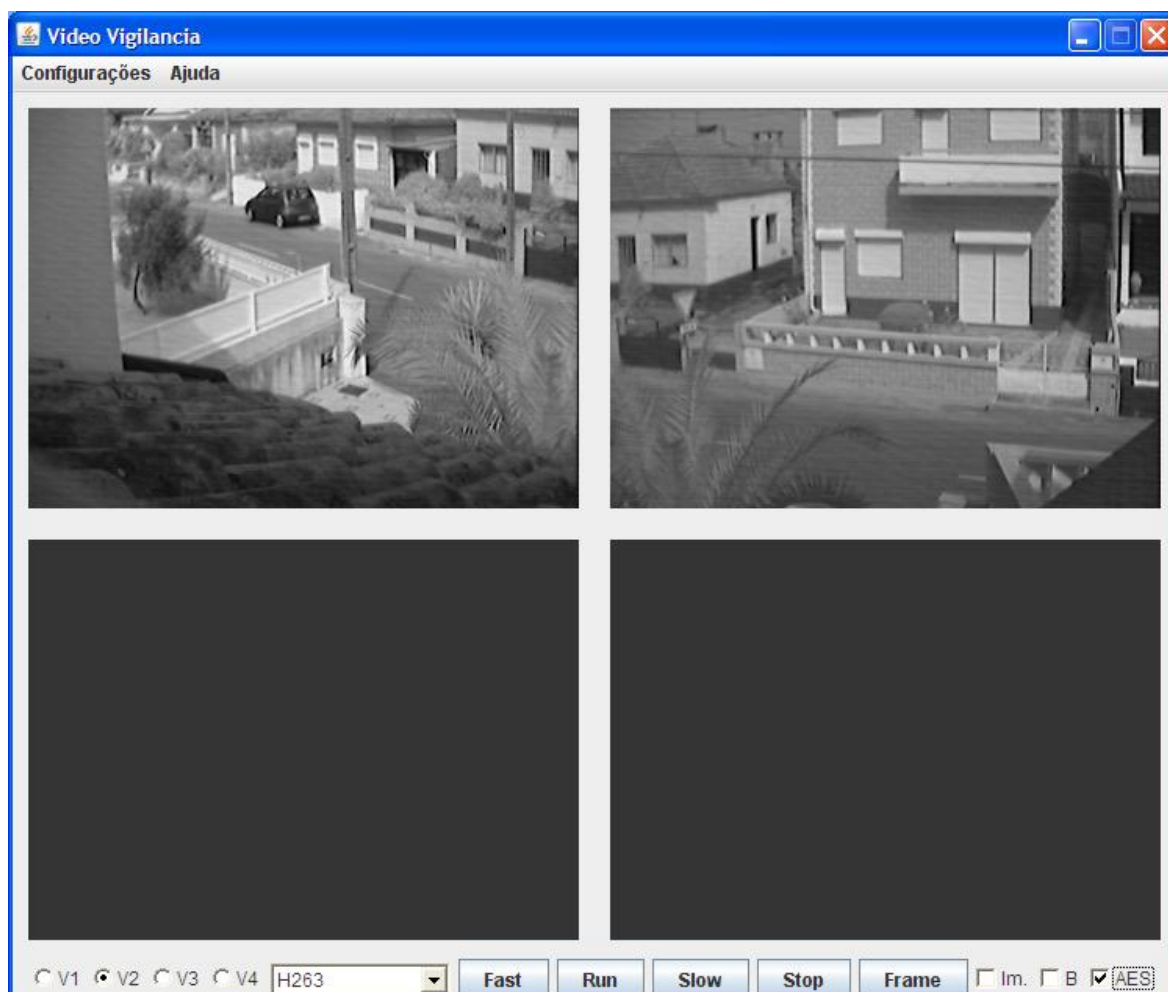 Video Vigilancia
Configurações Ajuda
V1 V2 V3 V4 H263 Fast Run Slow Stop Frame Im. B AES